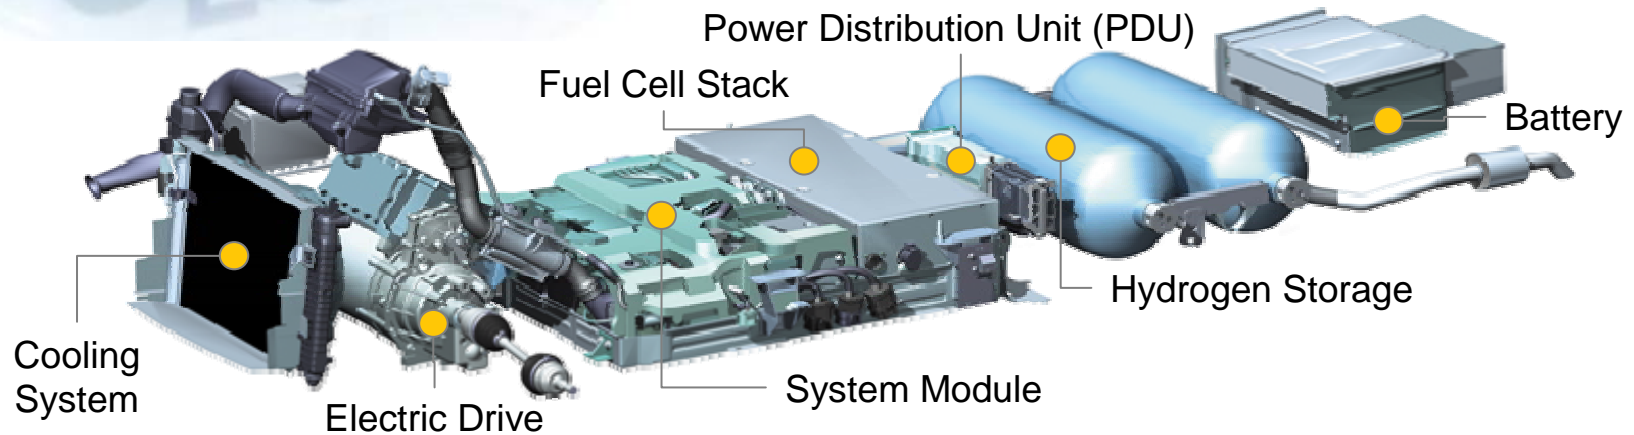 Power Distribution Unit (PDU)
Fuel Cell Stack
Battery
Hydrogen Storage
Cooling
System
System Module
Electric Drive